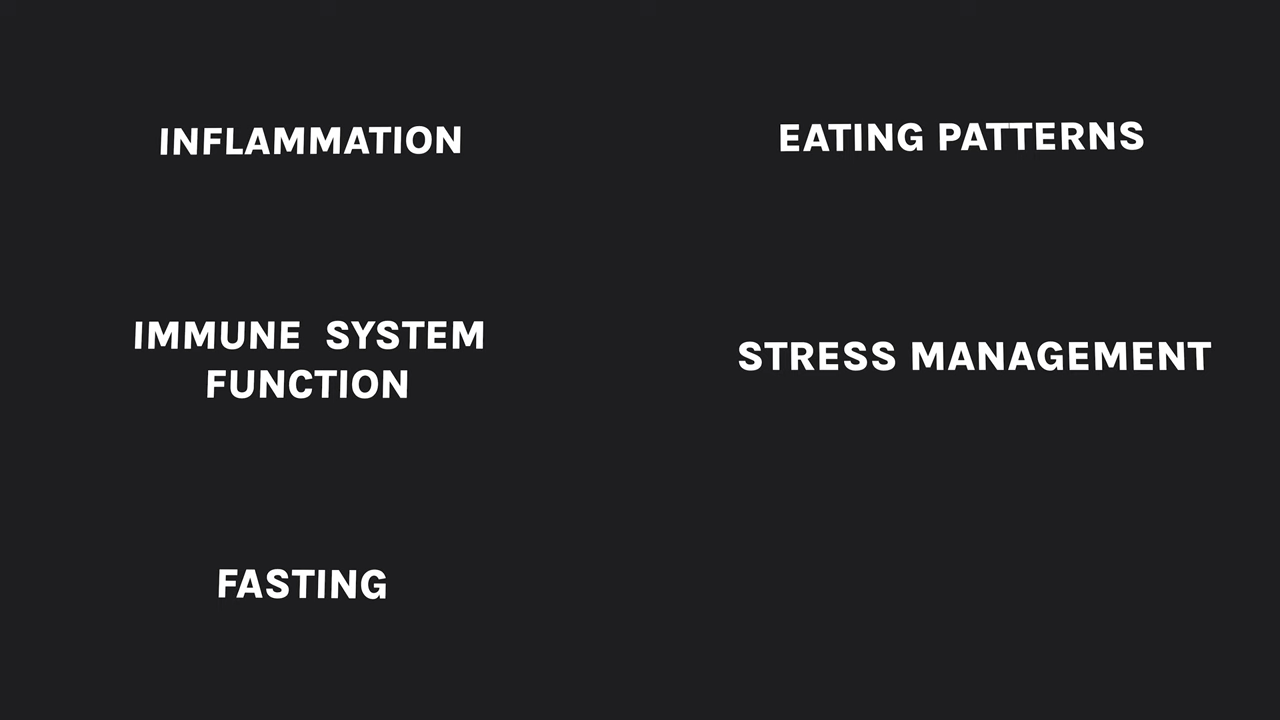 INFLAMMATION
EATING PATTERNS
IMMUNE SYSTEM
FUNCTION
STRESS MANAGEMENT
FASTING